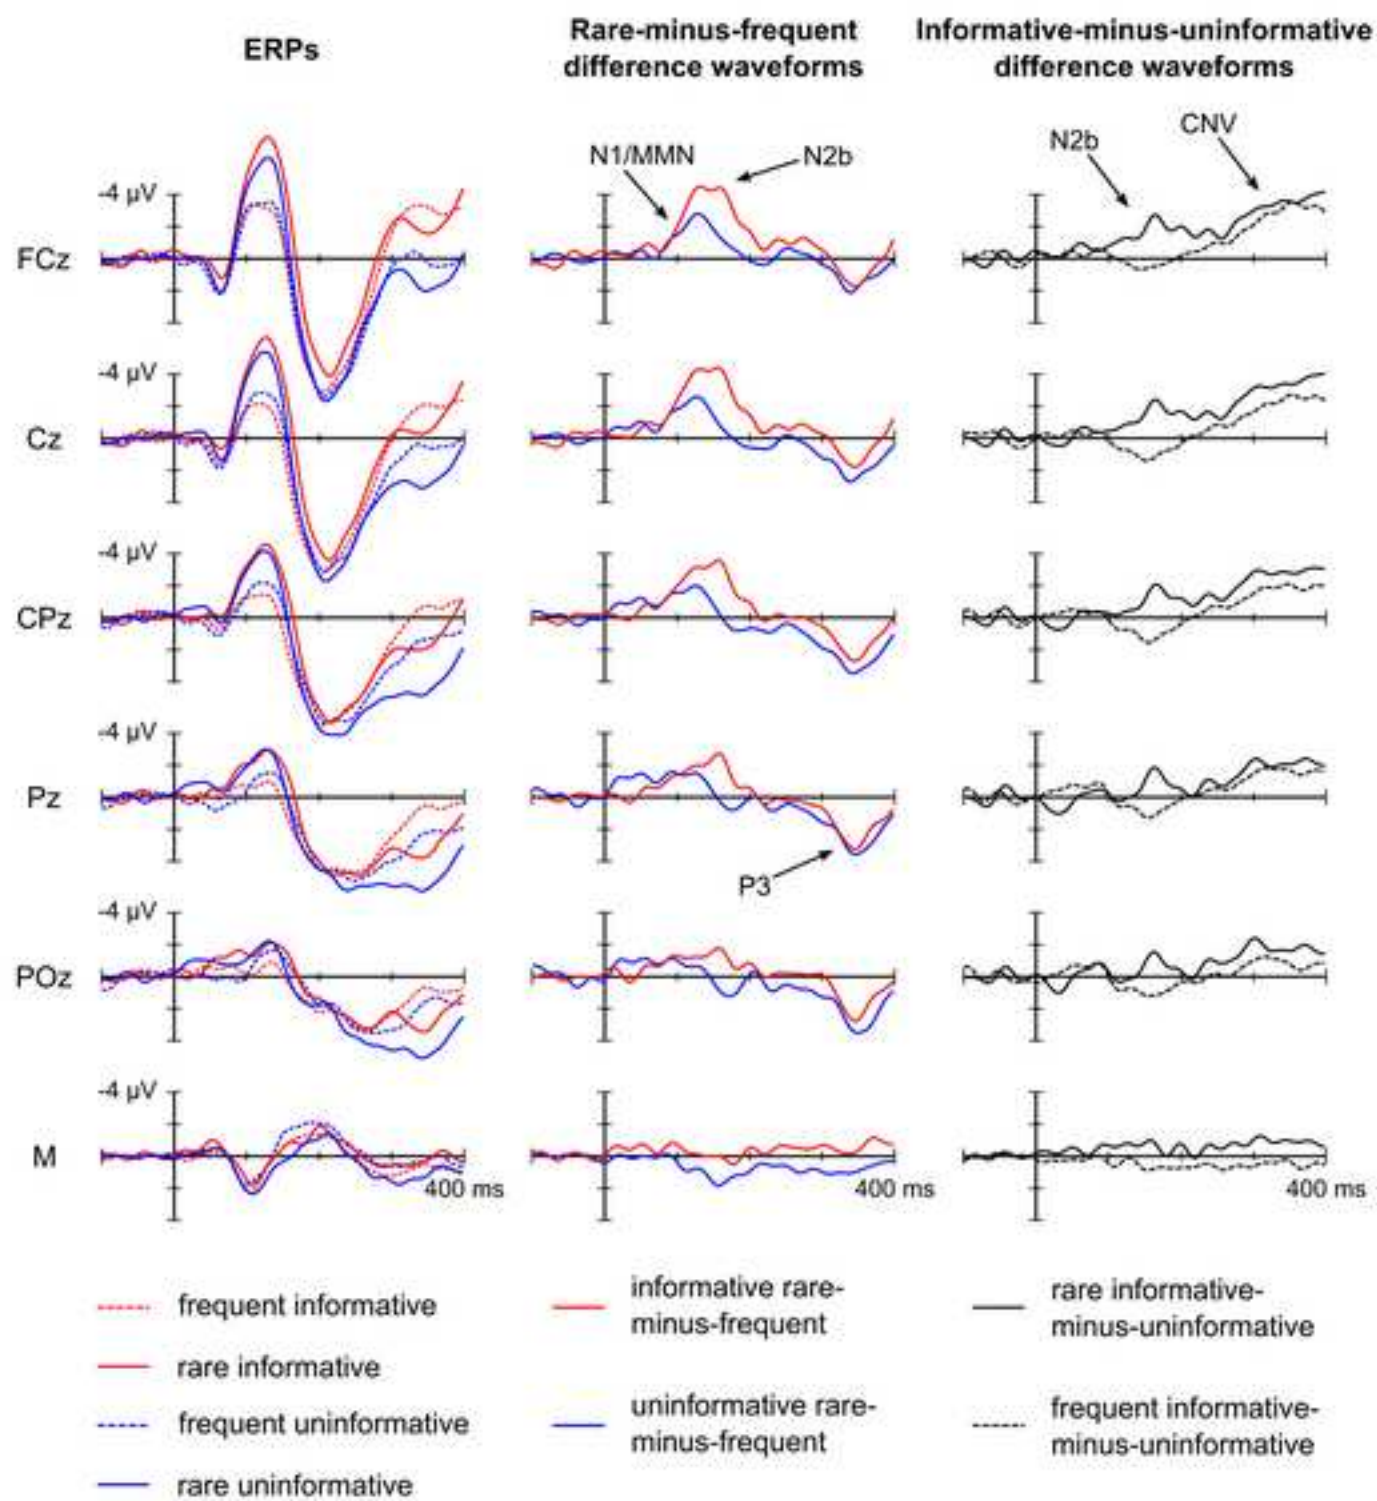 ERPs
Rare-minus-frequent
difference waveforms
Informative-minus-uninformative
difference waveforms
N1/MMN
N2b
N2b
CNV
-4 µV
FCz
-4 µV
Cz
-4 µV
CPz
-4 µV
Pz
P3
-4 µV
POz
-4 µV
M
400 ms
400 ms
400 ms
frequent informative
rare informative
frequent uninformative
rare uninformative
informative rare-
minus-frequent
uninformative rare-
minus-frequent
rare informative-
minus-uninformative
frequent informative-
minus-uninformative